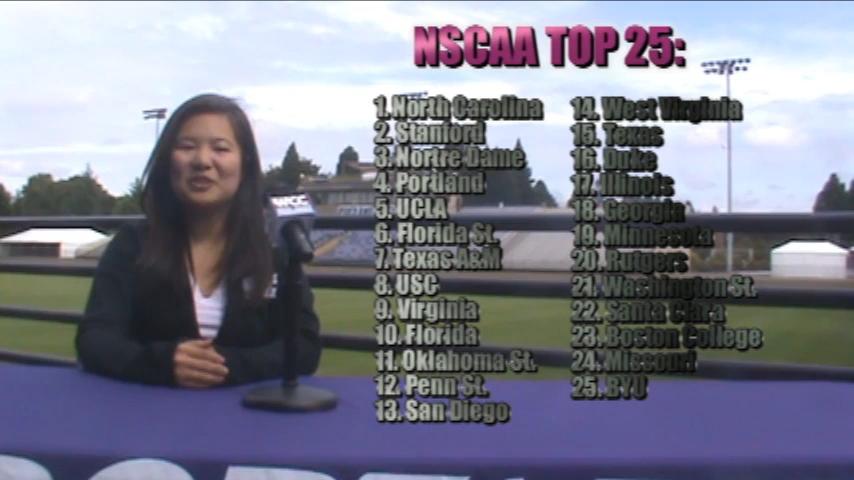 NSCAA TOP 25:
1. North Carolina
2. Stanford
3. Nortre Dame
4. Portland
5. UCLA
6. Florida St.
7. Texas A&M
8. USC
9. Virginia
10. Florida
11. Oklahoma St.
12. Penn St.
13. San Diego
14. West Virginia
15. Texas
16. Duke
17. Illinois
18. Georgia
19. Minnesota
20. Rutgers
21. Washington St.
22. Santa Clara
23. Boston College
24. Missouri
25. BYU
WCC